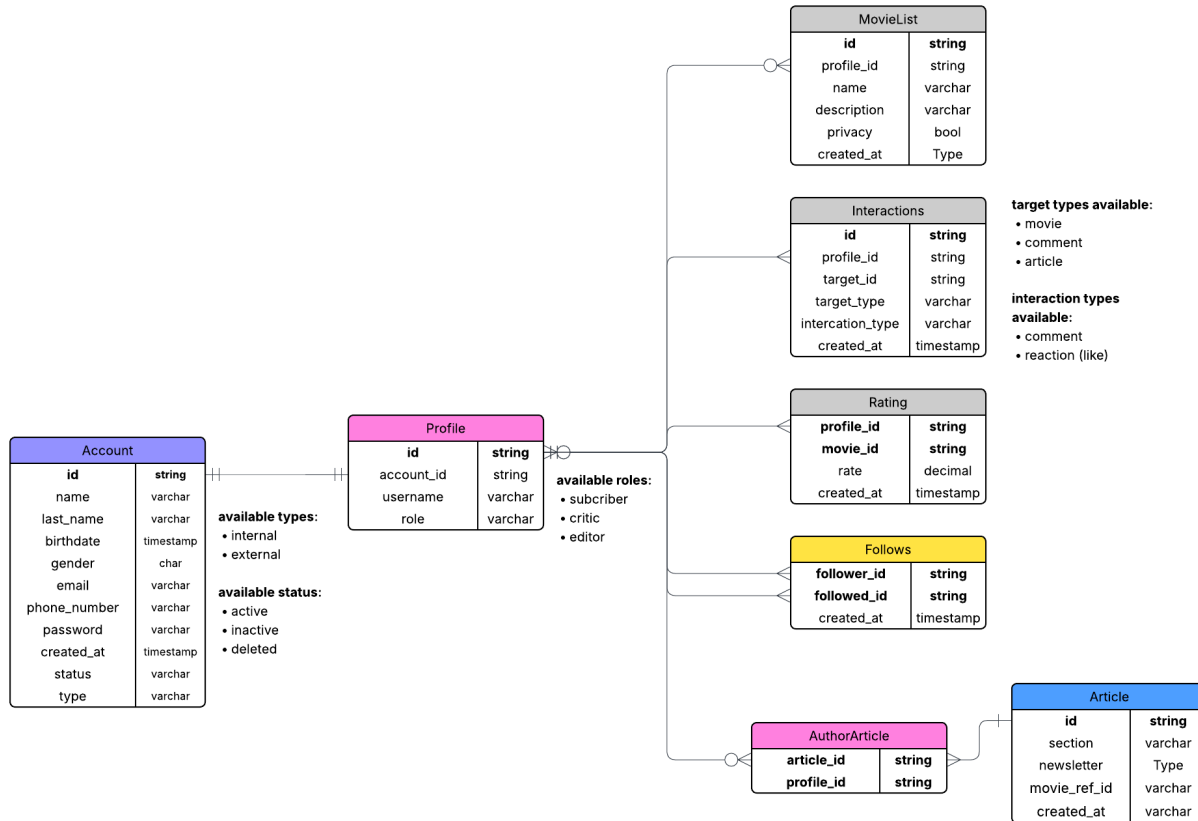 MovieList
id string
profile_id string
name varchar
description varchar
privacy bool
created_at Type
Interactions
id string
profile_id string
target_id string
target_type varchar
intercation_type varchar
created_at timestamp
target types available:
• movie
• comment
• article
interaction types
available:
• comment
• reaction (like)
Rating
profile_id string
movie_id string
rate decimal
created_at timestamp
Account
id string
name varchar
last_name varchar
birthdate timestamp
gender char
email varchar
phone_number varchar
password varchar
created_at timestamp
status varchar
type varchar
available types:
• internal
• external
available status:
• active
• inactive
• deleted
Profile
id string
account_id string
username varchar
role varchar
available roles:
• subcriber
• critic
• editor
Follows
follower_id string
followed_id string
created_at timestamp
AuthorArticle
article_id string
profile_id string
Article
id string
section varchar
newsletter Type
movie_ref_id varchar
created_at varchar